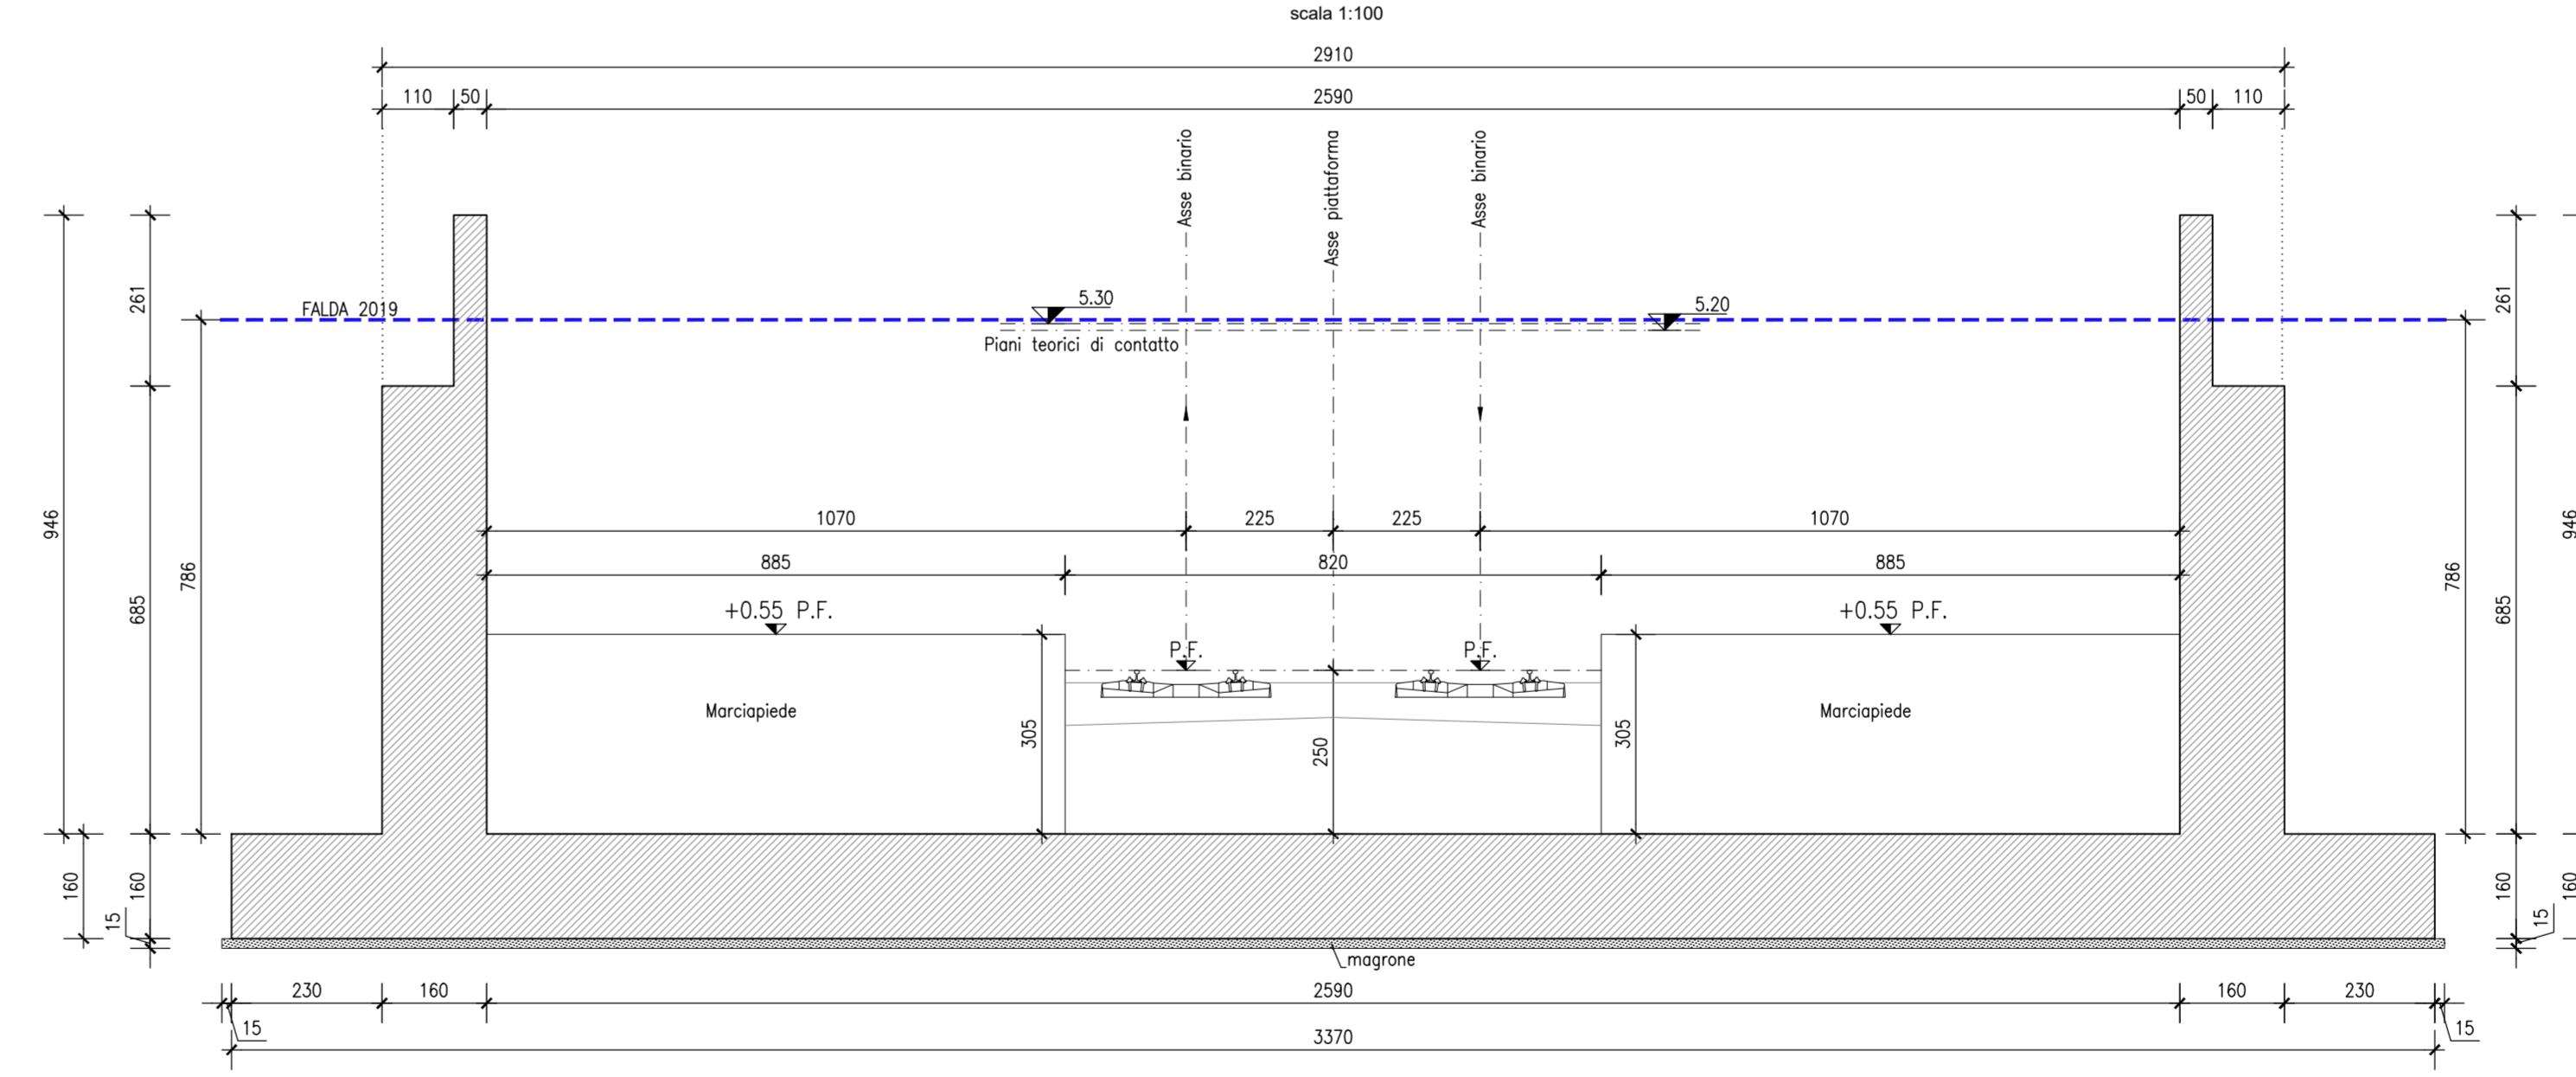 scala 1:100
2910
110 50 2590 50 110
Asse binario
Asse piattaforma
Asse binario
FALDA 2019
5.30
5.20
Piani teorici di contatto
261
261
946
786
685
786
685
946
1070 225 225 1070
885 820 885
+0.55 P.F.
+0.55 P.F.
P.F.
P.F.
Marciapiede
Marciapiede
305
250
305
160
160
15
160
160
15
magrone
230 160 2590 160 230
15
15
3370